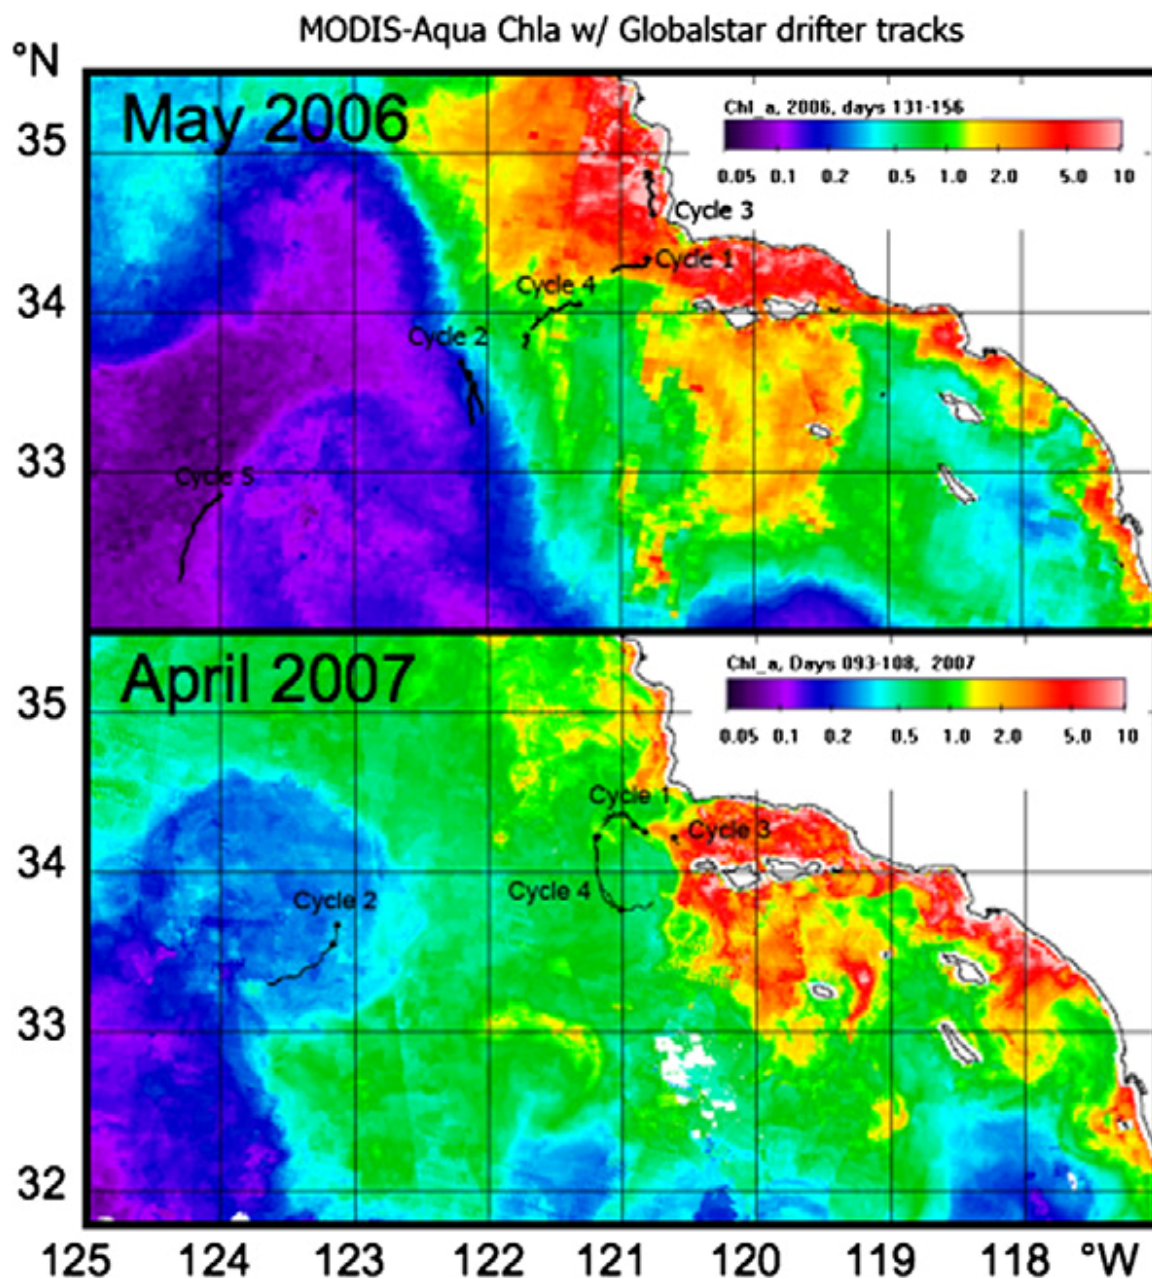 MODIS-Aqua Chla w/ Globalstar drifter tracks
°N
May 2006
Chl_a, 2006, days 131-156
0.05 0.1 0.2 0.5 1.0 2.0 5.0 10
35
Cycle 3
Cycle 1
Cycle 4
34
Cycle 2
33
Cycle 5
April 2007
Chl_a, Days 093-108, 2007
0.05 0.1 0.2 0.5 1.0 2.0 5.0 10
35
Cycle 1
Cycle 3
34
Cycle 4
Cycle 2
33
32
125 124 123 122 121 120 119 118 °W